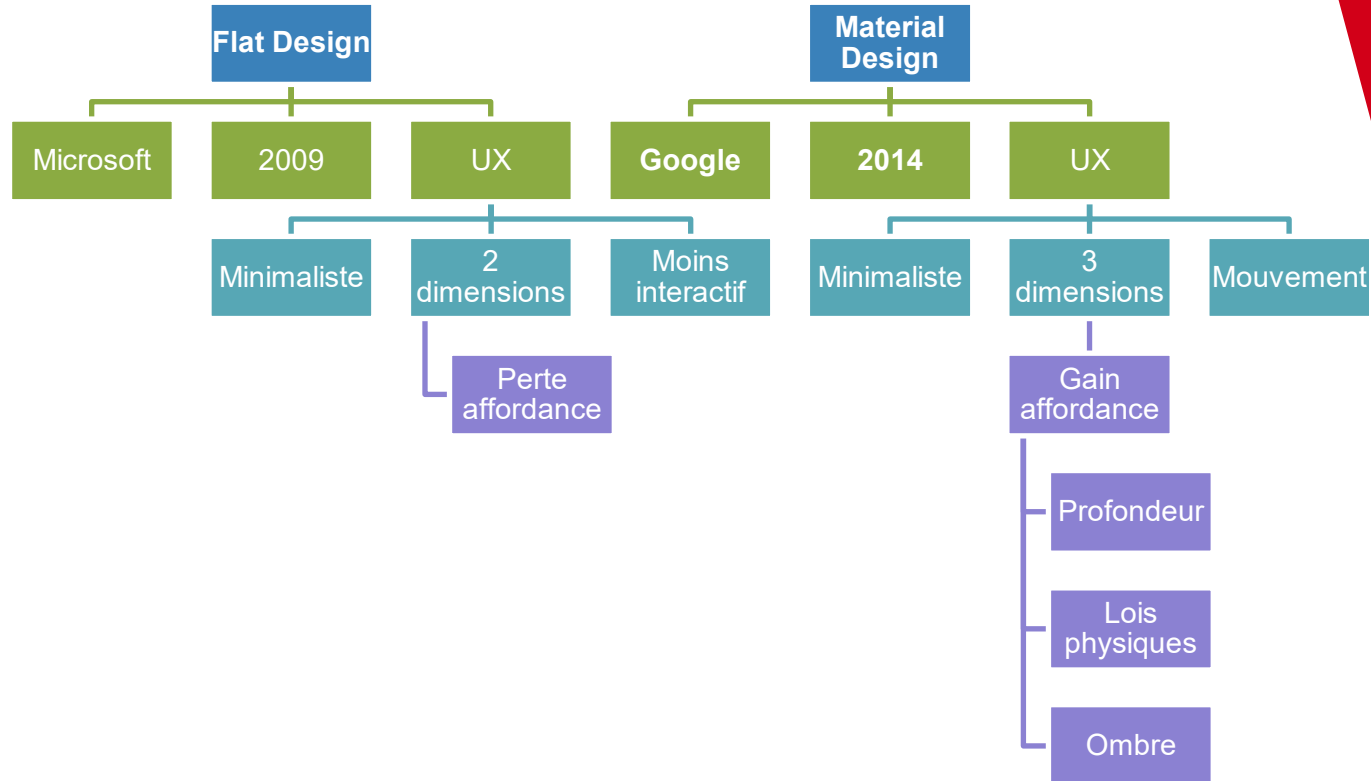 Flat Design
Material
Design
Microsoft
2009
UX
Google
2014
UX
Minimaliste
2
dimensions
Moins
interactif
Minimaliste
3
dimensions
Mouvement
Perte
affordance
Gain
affordance
Profondeur
Lois
physiques
Ombre